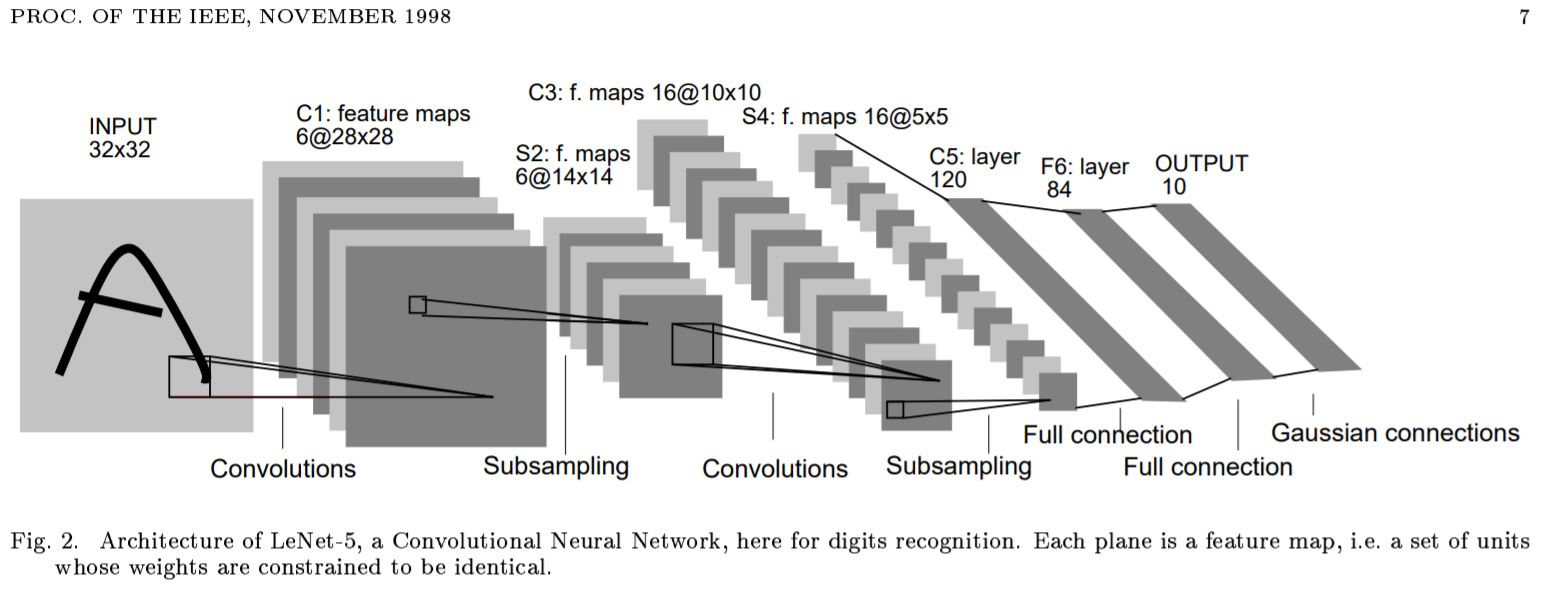 PROC. OF THE IEEE, NOVEMBER 1998
7
INPUT
32x32
C1: feature maps
6@28x28
S2: f. maps
6@14x14
C3: f. maps 16@10x10
S4: f. maps 16@5x5
C5: layer
120
F6: layer
84
OUTPUT
10
A
Convolutions
Subsampling
Convolutions
Subsampling
Full connection
Full connection
Gaussian connections
Fig. 2. Architecture of LeNet-5, a Convolutional Neural Network, here for digits recognition. Each plane is a feature map, i.e. a set of units
whose weights are constrained to be identical.